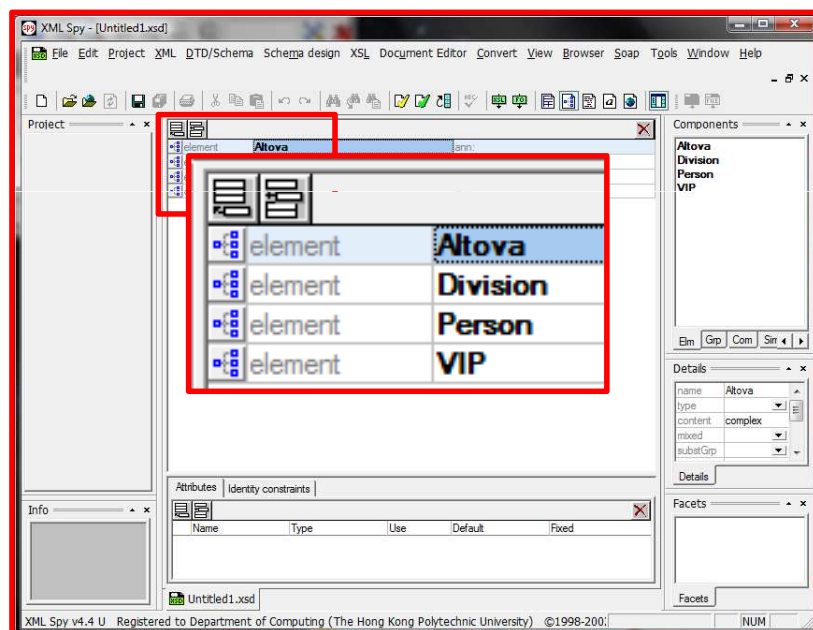 XML Spy - [Untitled1.xsd]
File Edit Project XML DTD/Schema Schema design XSL Document Editor Convert View Browser Soap Tools Window Help
Project
element Altova ann:
element Altova
element Division
element Person
element VIP
Components
Altova
Division
Person
VIP
Elm Grp Com Sim
Details
name Altova
type
content complex
mixed
substGrp
Details
Attributes Identity constraints
Name Type Use Default Fixed
Info
Facets
Facets
Untitled1.xsd
XML Spy v4.4 U Registered to Department of Computing (The Hong Kong Polytechnic University) ©1998-200
NUM